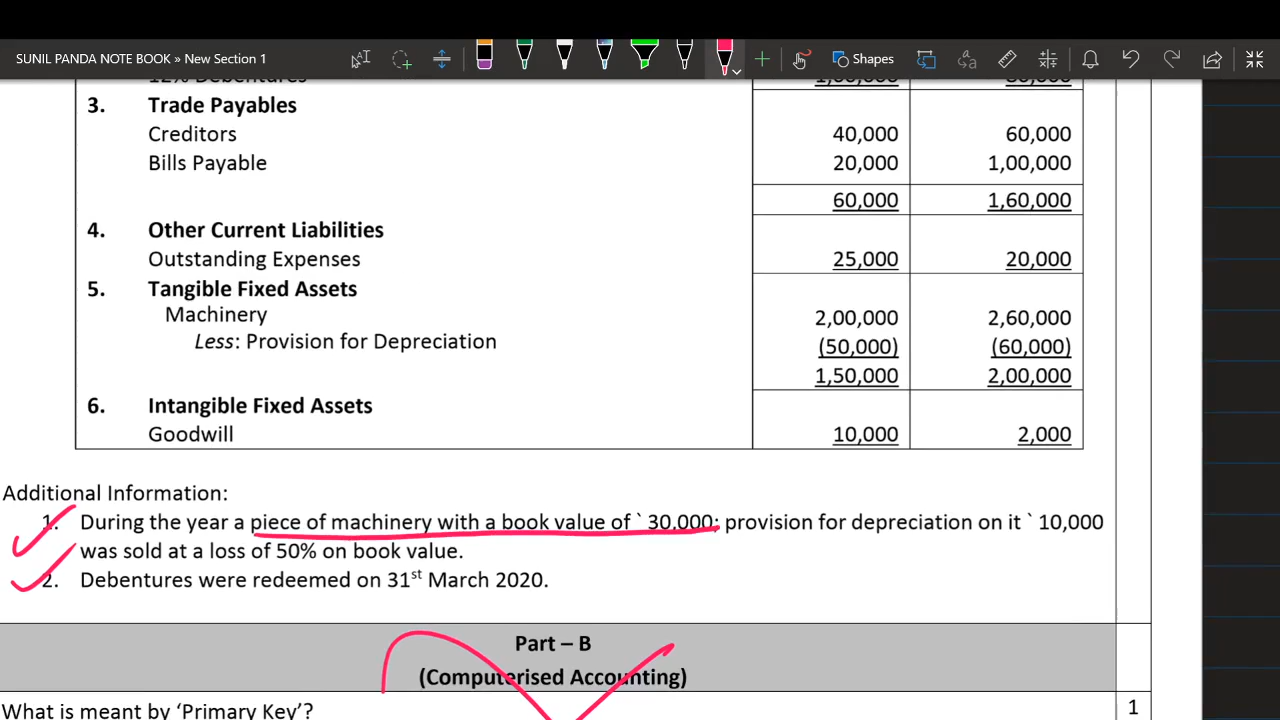 SUNIL PANDA NOTE BOOK » New Section 1
Shapes
12% Debentures
3. Trade Payables
Creditors 40,000 60,000
Bills Payable 20,000 1,00,000
60,000 1,60,000
4. Other Current Liabilities
Outstanding Expenses 25,000 20,000
5. Tangible Fixed Assets
Machinery 2,00,000 2,60,000
Less: Provision for Depreciation (50,000) (60,000)
1,50,000 2,00,000
6. Intangible Fixed Assets
Goodwill 10,000 2,000
Additional Information:
1. During the year a piece of machinery with a book value of ` 30,000; provision for depreciation on it ` 10,000
was sold at a loss of 50% on book value.
2. Debentures were redeemed on 31st March 2020.
Part – B
(Computerised Accounting)
What is meant by ‘Primary Key’? 1